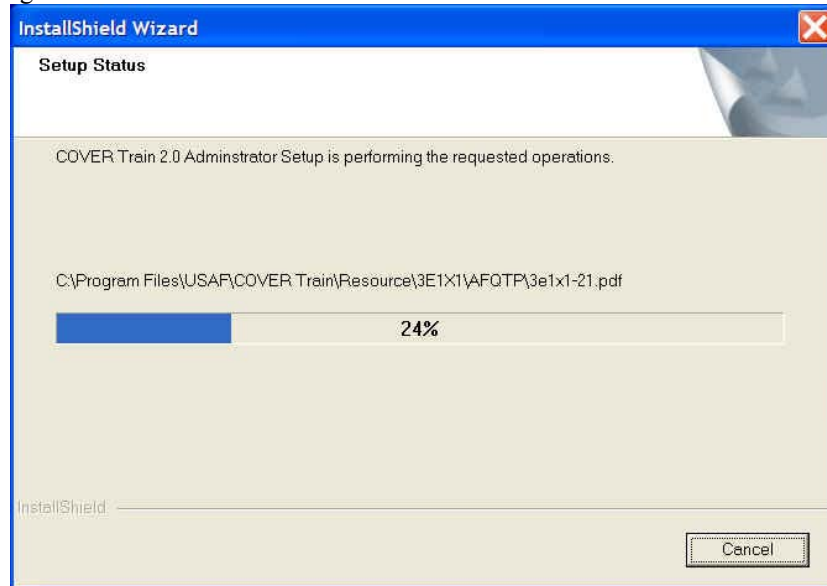 InstallShield Wizard
Setup Status
COVER Train 2.0 Adminstrator Setup is performing the requested operations.
C:\Program Files\USAF\COVER Train\Resource\3E1X1\AFQTP\3e1x1-21.pdf
24%
InstallShield
Cancel